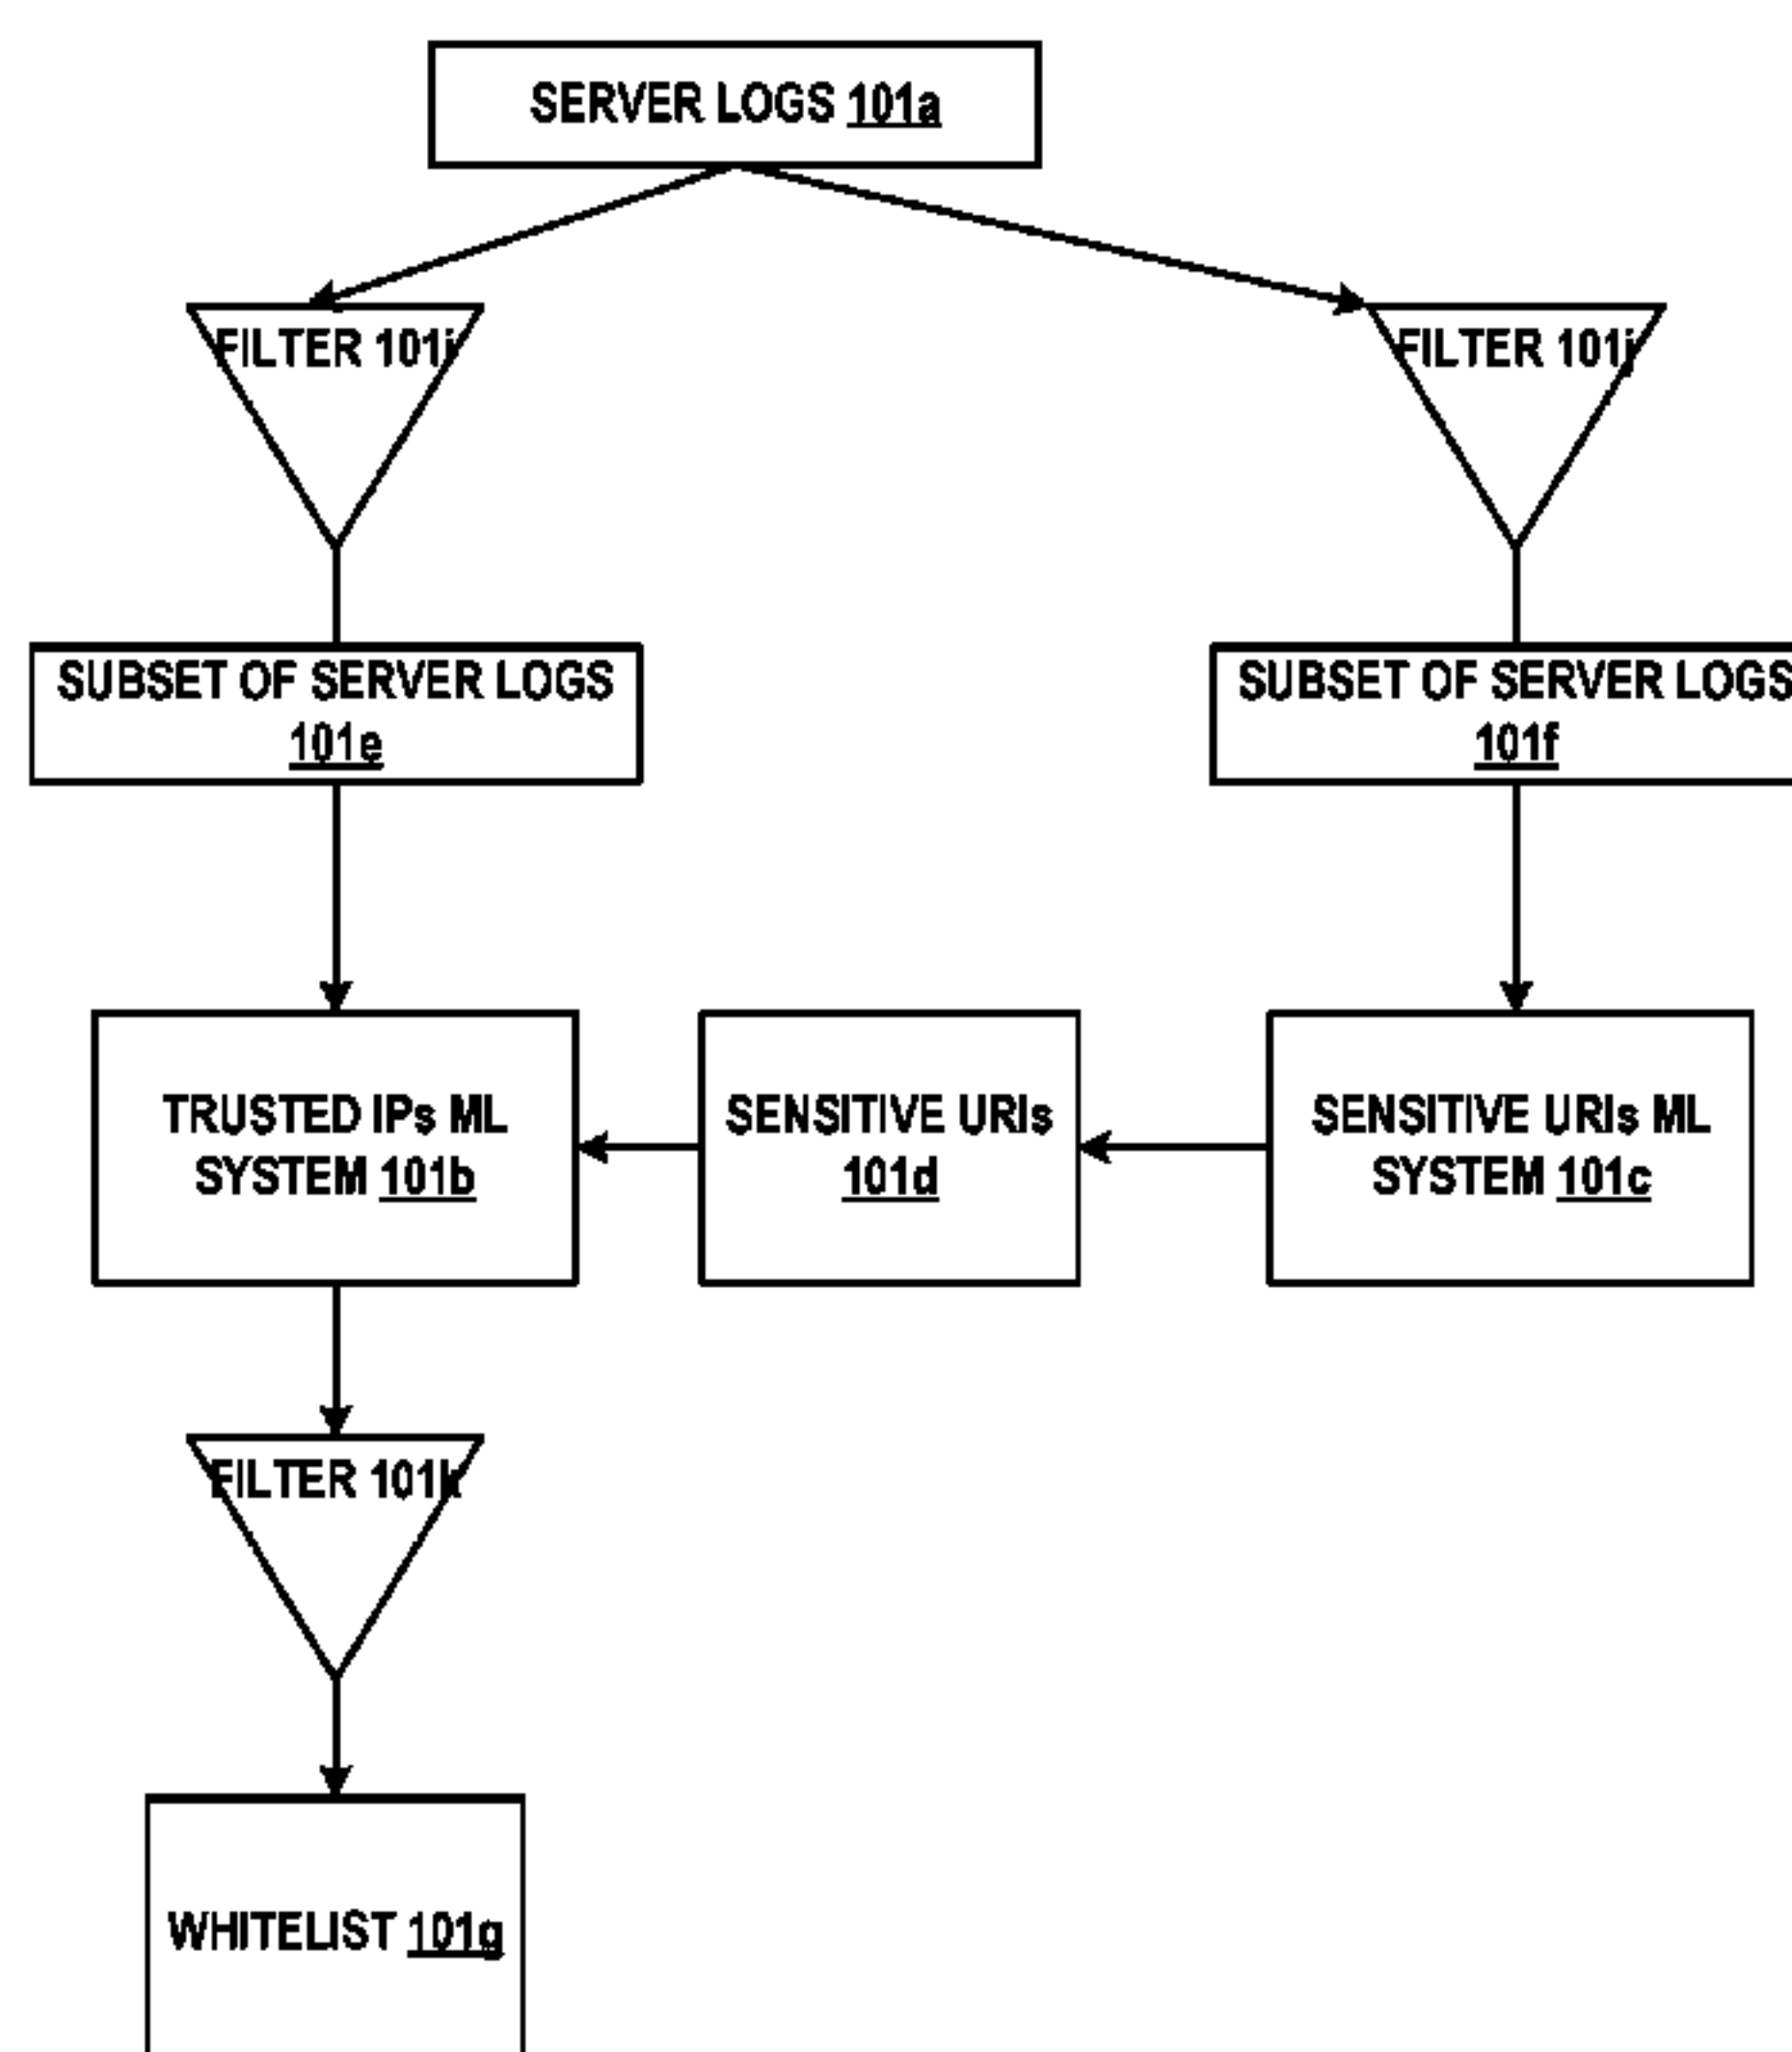 SERVER LOGS 101a
FILTER 101i
FILTER 101j
SUBSET OF SERVER LOGS
101e
SUBSET OF SERVER LOGS
101f
TRUSTED IPs ML
SYSTEM 101b
SENSITIVE URIs
101d
SENSITIVE URIs ML
SYSTEM 101c
FILTER 101k
WHITELIST 101g